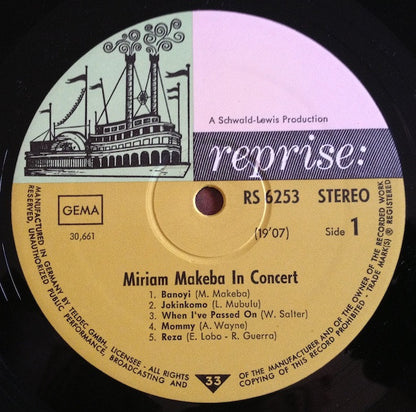 A Schwald-Lewis Production
reprise:
RS 6253 STEREO
GEMA
30,661
(19'07) Side 1
Miriam Makeba In Concert
1. Banoyi (M. Makeba)
2. Jokinkomo (L. Mubulu)
3. When I've Passed On (W. Salter)
4. Mommy (A. Wayne)
5. Reza (E. Lobo - R. Guerra)
33
MANUFACTURED IN GERMANY BY TELDEC GMBH, LICENSEE. - ALL RIGHTS OF THE MANUFACTURER AND OF THE OWNER OF THE RECORDED WORK
RESERVED, UNAUTHORIZED PUBLIC PERFORMANCE, BROADCASTING AND COPYING OF THIS RECORD PROHIBITED - TRADE MARK(S) ®